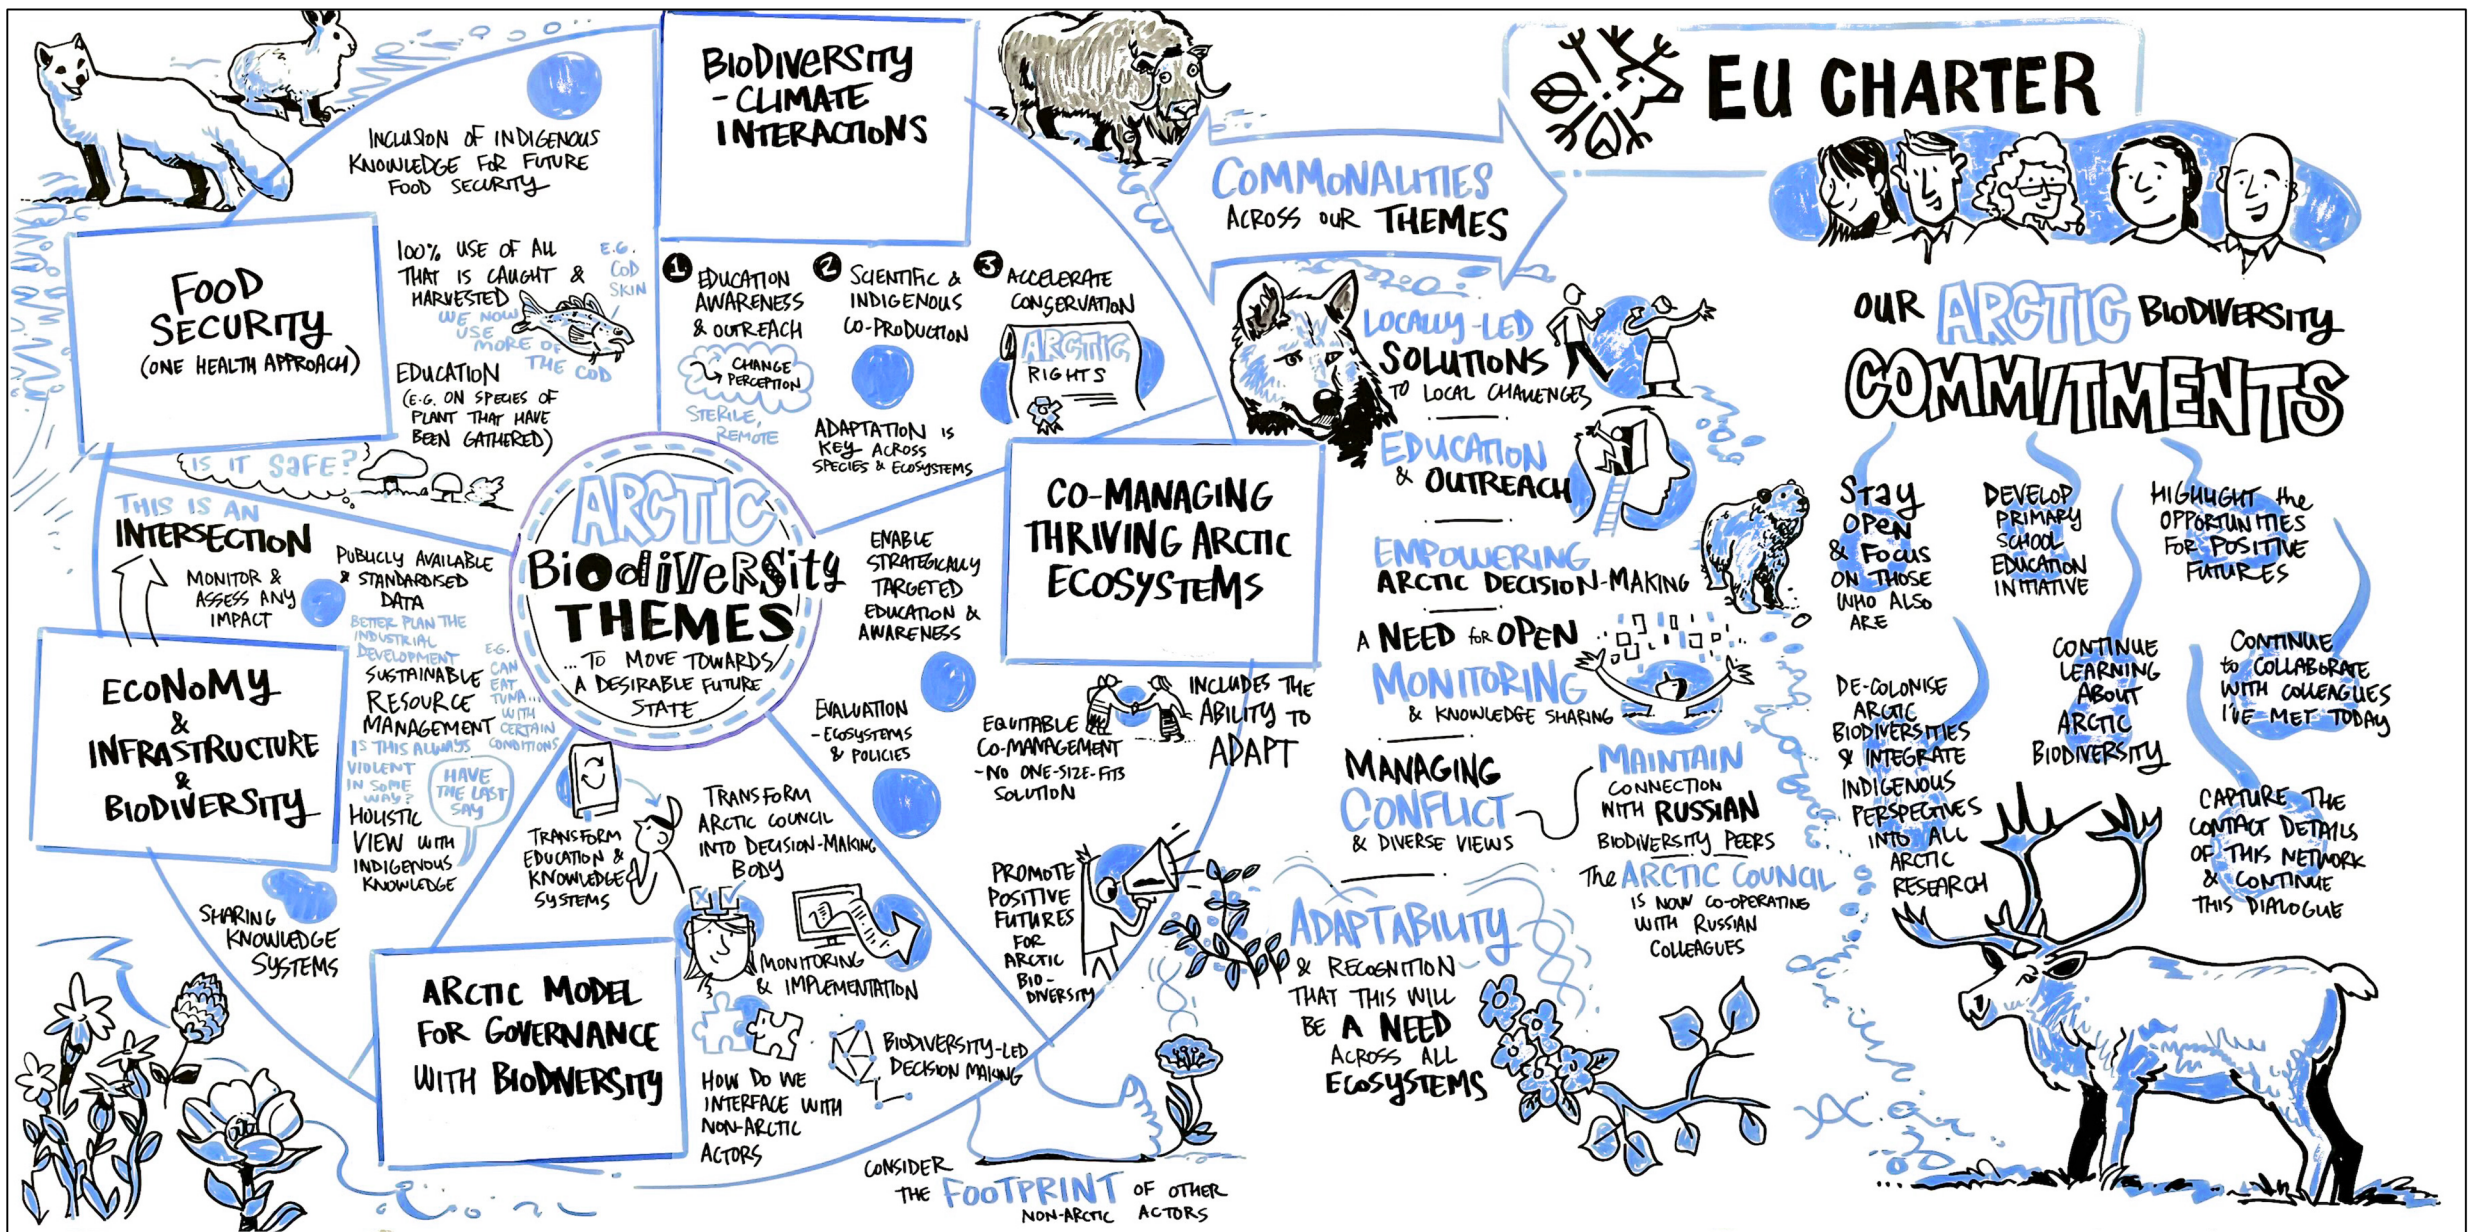 INCLUSION OF INDIGENOUS
KNOWLEDGE FOR FUTURE
FOOD SECURITY
FOOD
SECURITY
(ONE HEALTH APPROACH)
100% USE OF ALL
THAT IS CAUGHT &
HARVESTED
E.G.
COD
SKIN
WE NOW
USE
MORE OF
THE COD
EDUCATION
(E.G. ON SPECIES OF
PLANT THAT HAVE
BEEN GATHERED)
IS IT SAFE?
BIODIVERSITY
- CLIMATE
INTERACTIONS
1 EDUCATION
AWARENESS
& OUTREACH
CHANGE
PERCEPTION
STERILE,
REMOTE
2 SCIENTIFIC &
INDIGENOUS
CO-PRODUCTION
ADAPTATION IS
KEY ACROSS
SPECIES & ECOSYSTEMS
3 ACCELERATE
CONSERVATION
ARCTIC
RIGHTS
ARCTIC
BIODIVERSITY
THEMES
... TO MOVE TOWARDS
A DESIRABLE FUTURE
STATE
CO-MANAGING
THRIVING ARCTIC
ECOSYSTEMS
ENABLE
STRATEGICALLY
TARGETED
EDUCATION &
AWARENESS
EVALUATION
- ECOSYSTEMS
& POLICIES
EQUITABLE
CO-MANAGEMENT
- NO ONE-SIZE-FITS
SOLUTION
INCLUDES THE
ABILITY TO
ADAPT
PROMOTE
POSITIVE
FUTURES
FOR
ARCTIC
BIO-
DIVERSITY
THIS IS AN
INTERSECTION
MONITOR &
ASSESS ANY
IMPACT
ECONOMY
&
INFRASTRUCTURE
&
BIODIVERSITY
PUBLICLY AVAILABLE
& STANDARDISED
DATA
BETTER PLAN THE
INDUSTRIAL
DEVELOPMENT
SUSTAINABLE
RESOURCE
MANAGEMENT
E.G.
CAN
EAT
TUNA...
WITH
CERTAIN
CONDITIONS
IS THIS ALWAYS
VIOLENT
IN SOME
WAY?
HAVE
THE LAST
SAY
HOLISTIC
VIEW WITH
INDIGENOUS
KNOWLEDGE
SHARING
KNOWLEDGE
SYSTEMS
ARCTIC MODEL
FOR GOVERNANCE
WITH BIODIVERSITY
TRANSFORM
EDUCATION &
KNOWLEDGE
SYSTEMS
TRANSFORM
ARCTIC COUNCIL
INTO DECISION-MAKING
BODY
MONITORING
& IMPLEMENTATION
BIODIVERSITY-LED
DECISION MAKING
HOW DO WE
INTERFACE WITH
NON-ARCTIC
ACTORS
CONSIDER
THE FOOTPRINT OF OTHER
NON-ARCTIC ACTORS
COMMONALITIES
ACROSS OUR THEMES
LOCALLY-LED
SOLUTIONS
TO LOCAL CHALLENGES
EDUCATION
& OUTREACH
EMPOWERING
ARCTIC DECISION-MAKING
A NEED for OPEN
MONITORING
& KNOWLEDGE SHARING
MANAGING
CONFLICT
& DIVERSE VIEWS
MAINTAIN
CONNECTION
WITH RUSSIAN
BIODIVERSITY PEERS
The ARCTIC COUNCIL
IS NOW CO-OPERATING
WITH RUSSIAN
COLLEAGUES
ADAPTABILITY
& RECOGNITION
THAT THIS WILL
BE A NEED
ACROSS ALL
ECOSYSTEMS
EU CHARTER
OUR ARCTIC BIODIVERSITY
COMMITMENTS
STAY
OPEN
& FOCUS
ON THOSE
WHO ALSO
ARE
DEVELOP
PRIMARY
SCHOOL
EDUCATION
INITIATIVE
HIGHLIGHT the
OPPORTUNITIES
FOR POSITIVE
FUTURES
DE-COLONISE
ARCTIC
BIODIVERSITIES
& INTEGRATE
INDIGENOUS
PERSPECTIVES
INTO ALL
ARCTIC
RESEARCH
CONTINUE
LEARNING
ABOUT
ARCTIC
BIODIVERSITY
CONTINUE
to COLLABORATE
WITH COLLEAGUES
I'VE MET TODAY
CAPTURE THE
CONTACT DETAILS
OF THIS NETWORK
& CONTINUE
THIS DIALOGUE